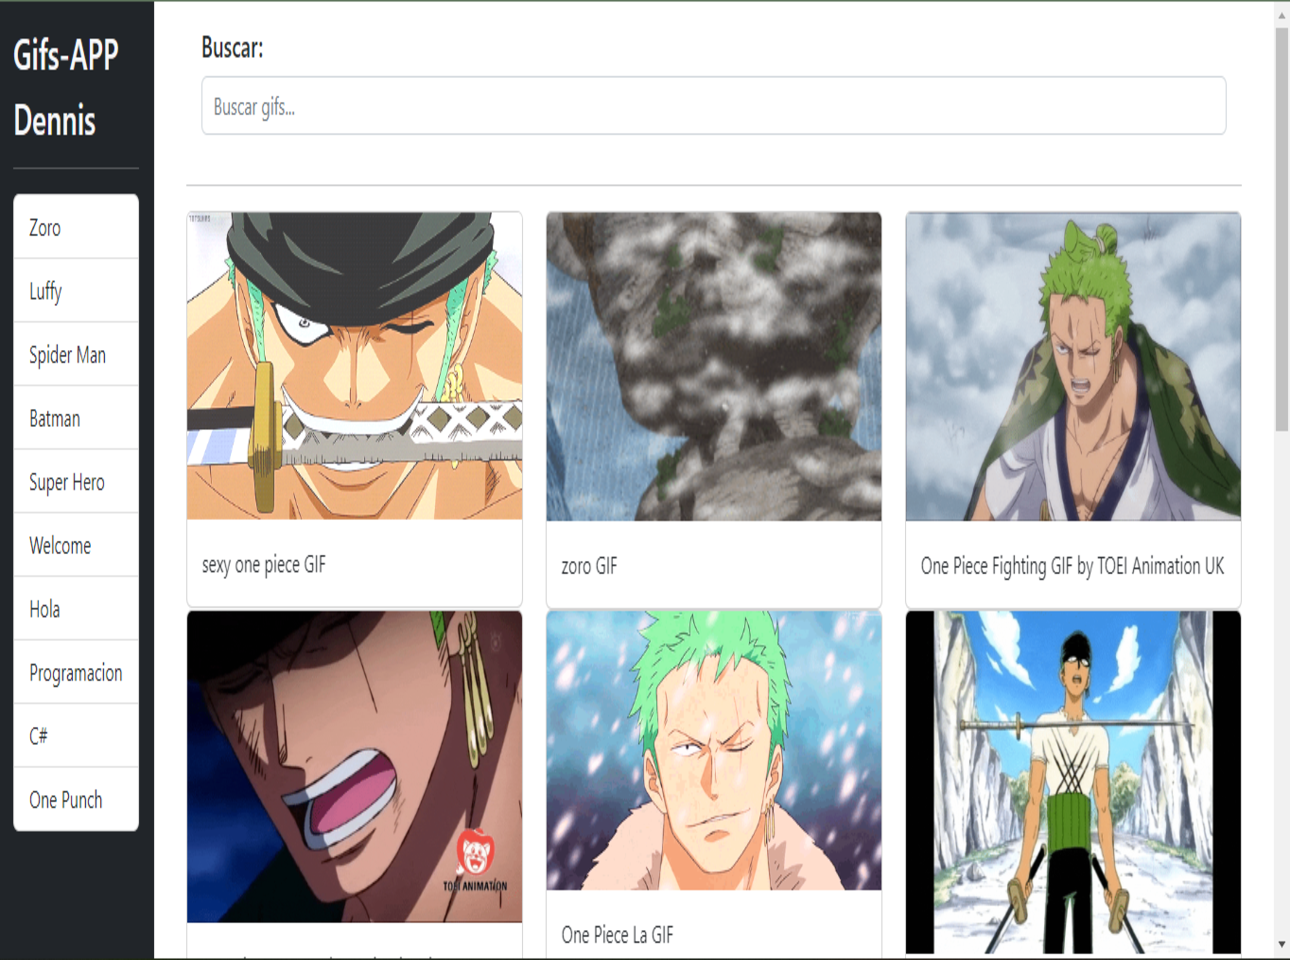 Gifs-APP
Dennis
Zoro
Luffy
Spider Man
Batman
Super Hero
Welcome
Hola
Programacion
C#
One Punch
Buscar:
Buscar gifs...
sexy one piece GIF
zoro GIF
One Piece Fighting GIF by TOEI Animation UK
TOEI ANIMATION
One Piece La GIF